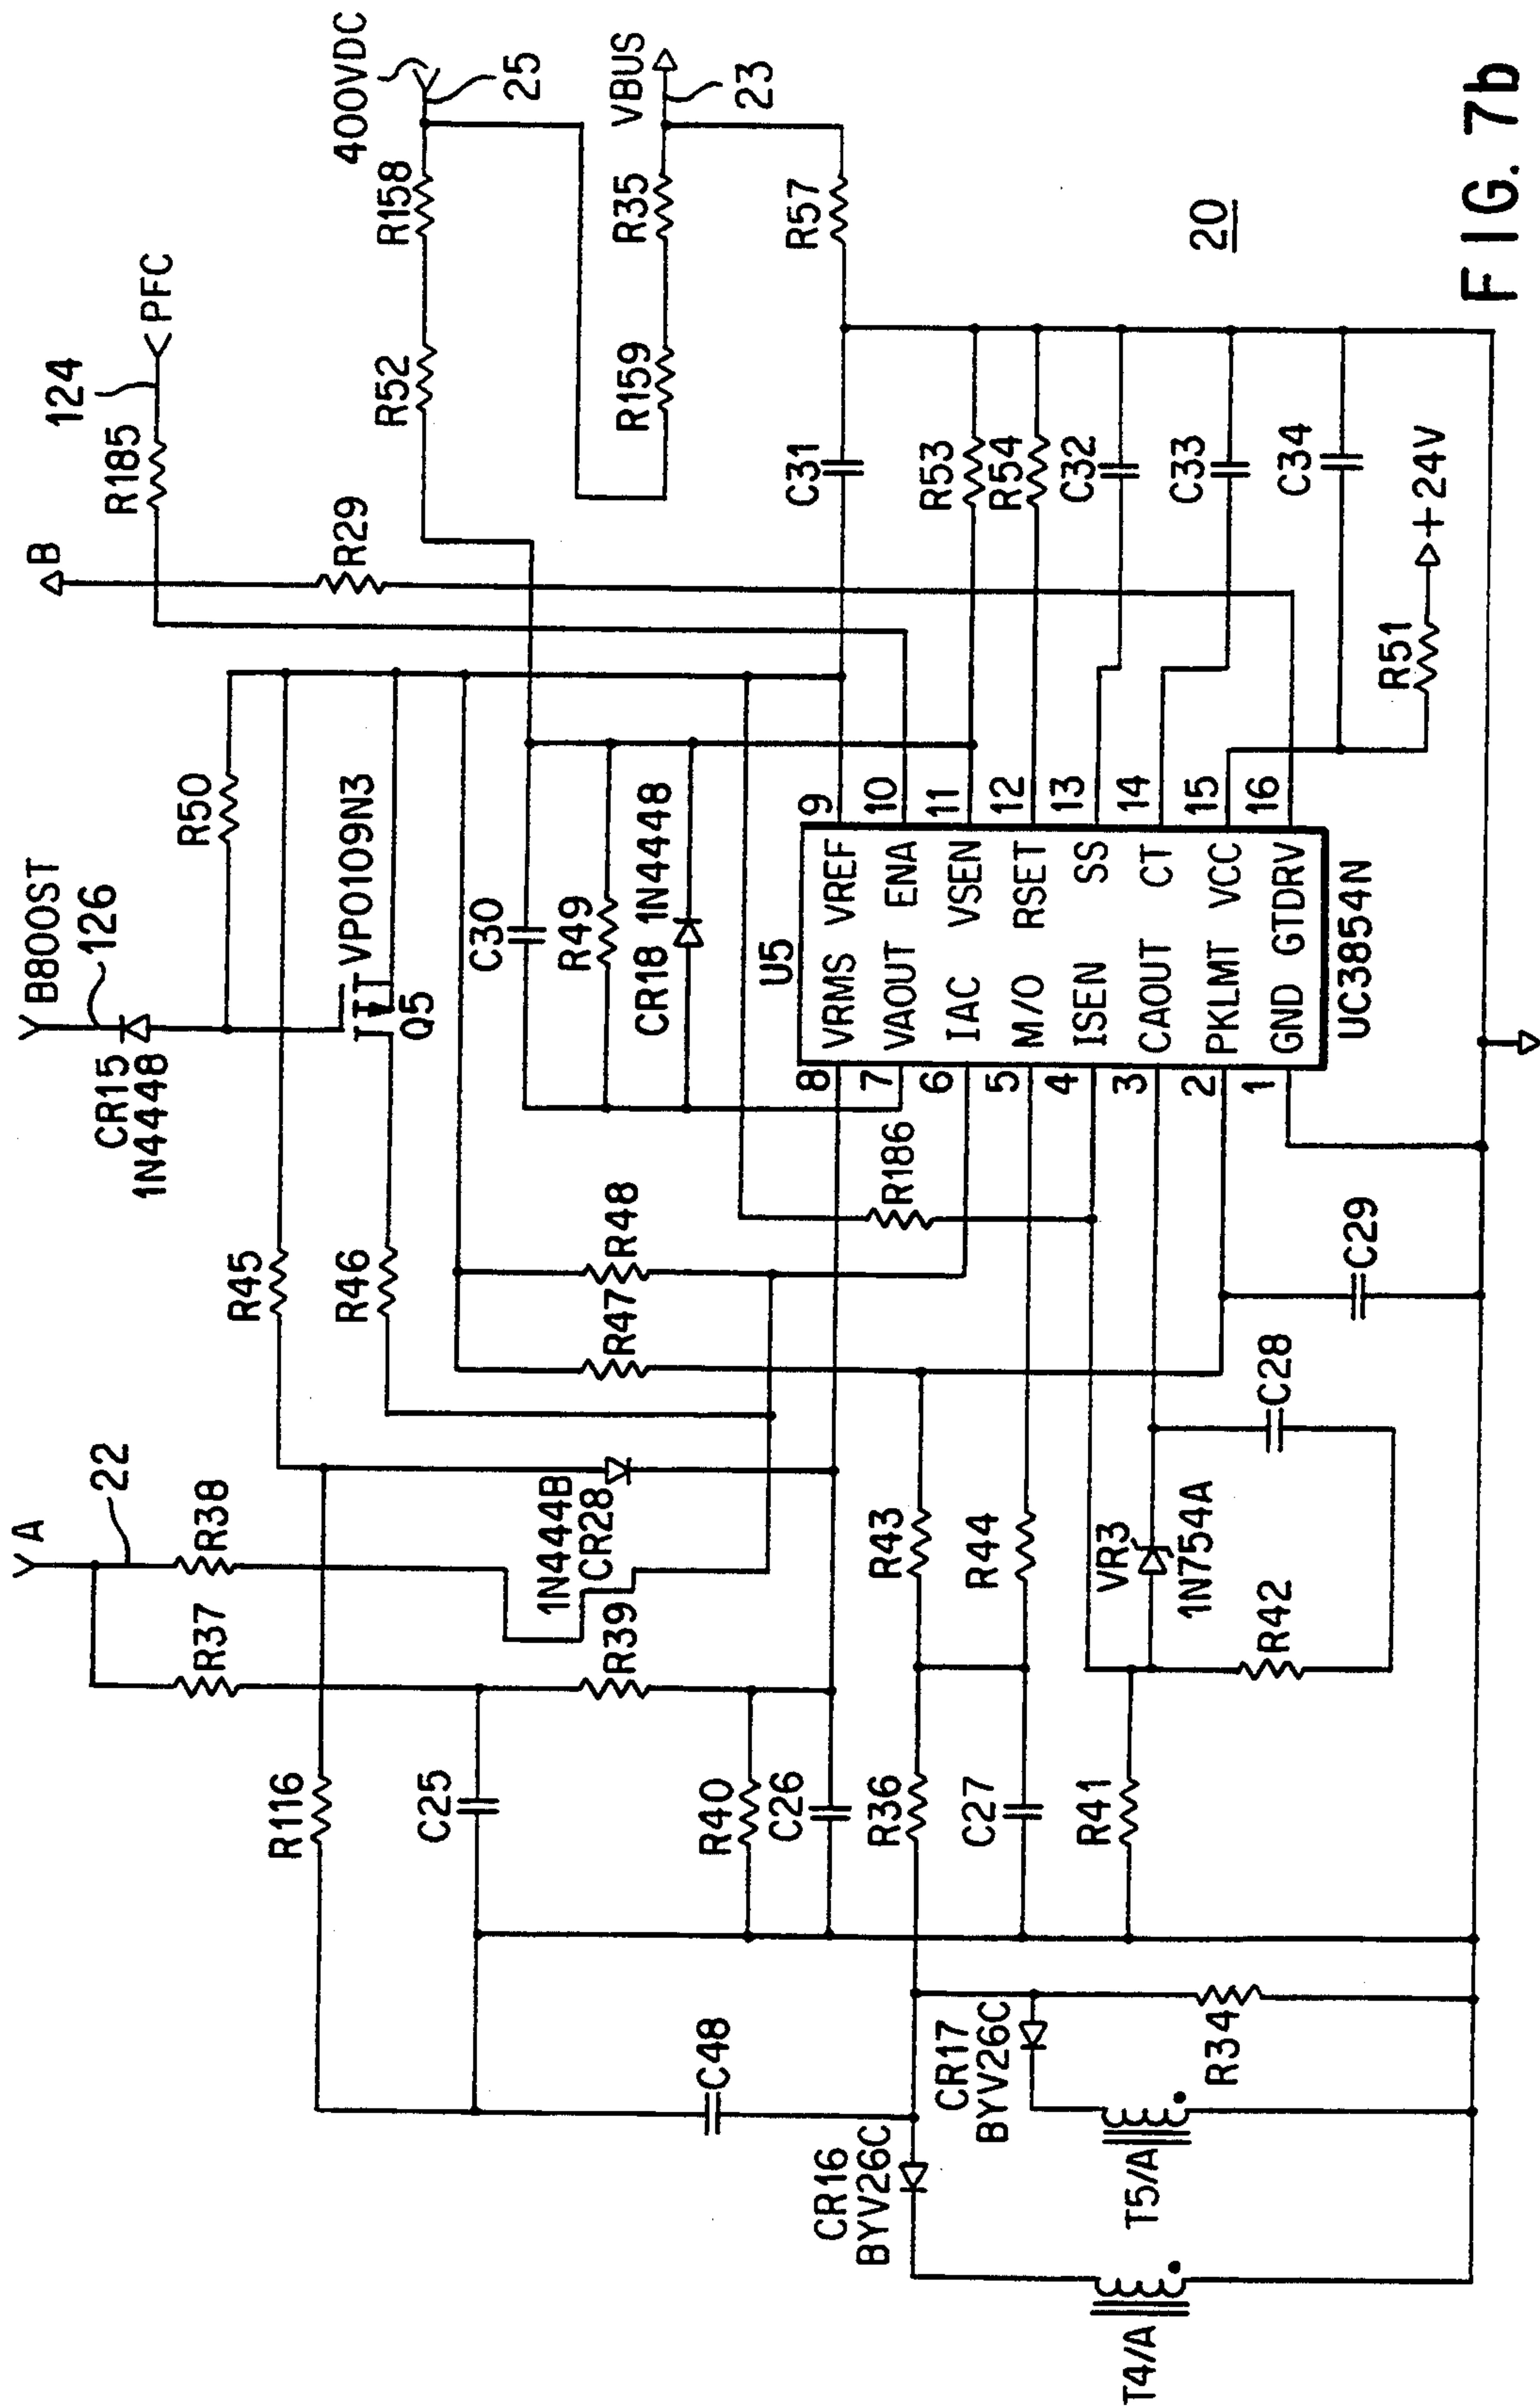 A
22
R37
R38
R116
C25
R39
1N444B
CR28
R40
C26
C48
R36
C27
R41
R43
R44
CR16
BYV26C
CR17
BYV26C
T4/A
T5/A
R34
VR3
1N754A
R42
C28
C29
R45
R46
R47
R48
R186
B800ST
126
CR15
1N4448
R50
VP0109N3
Q5
C30
R49
CR18 1N4448
U5
8 VRMS VREF 9
7 VAOUT ENA 10
6 IAC VSEN 11
5 M/O RSET 12
4 ISEN SS 13
3 CAOUT CT 14
2 PKLMT VCC 15
1 GND GTDRV 16
UC3854N
B
R29
124
PFC
R185
R52
R158
400VDC
25
R159
R35
VBUS
23
R57
C31
R53
R54
C32
C33
C34
R51
+24V
20
FIG. 7b